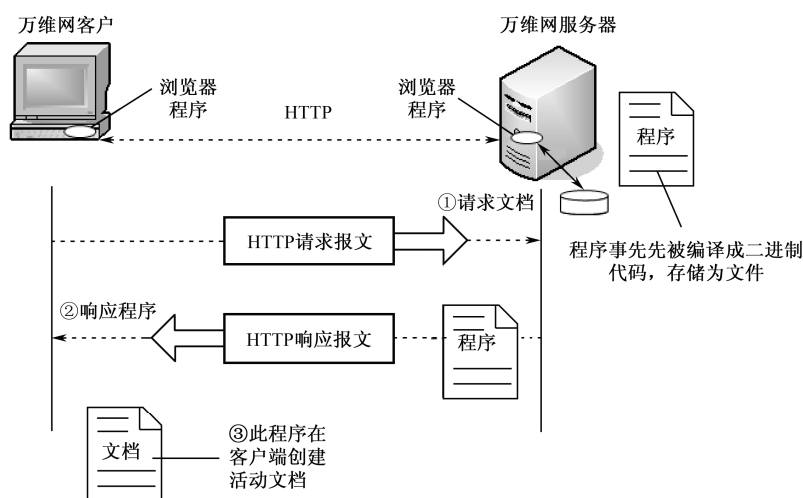 万维网客户
万维网服务器
浏览器
程序
浏览器
程序
HTTP
程序
①请求文档
HTTP请求报文
程序事先先被编译成二进制
代码，存储为文件
②响应程序
HTTP响应报文
程序
文档
③此程序在
客户端创建
活动文档